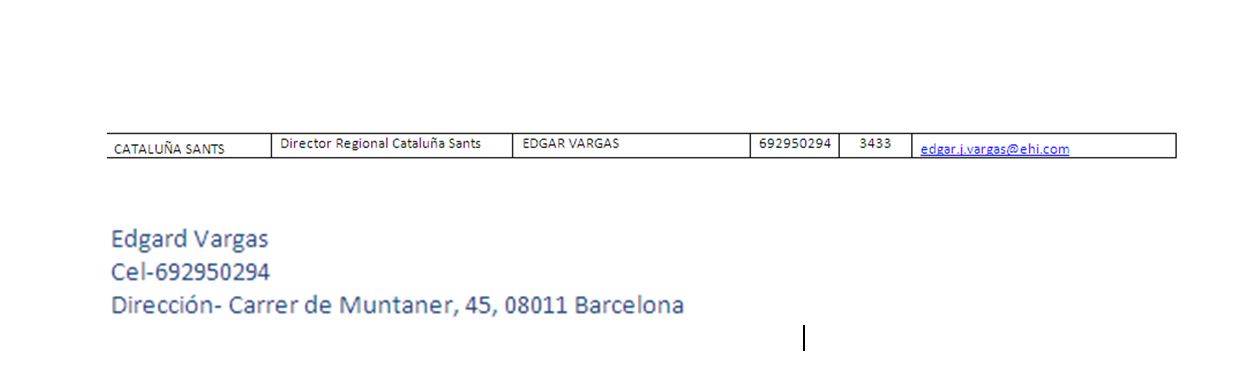 CATALUÑA SANTS Director Regional Cataluña Sants EDGAR VARGAS 692950294 3433 edgar.j.vargas@ehi.com
Edgard Vargas
Cel-692950294
Dirección- Carrer de Muntaner, 45, 08011 Barcelona